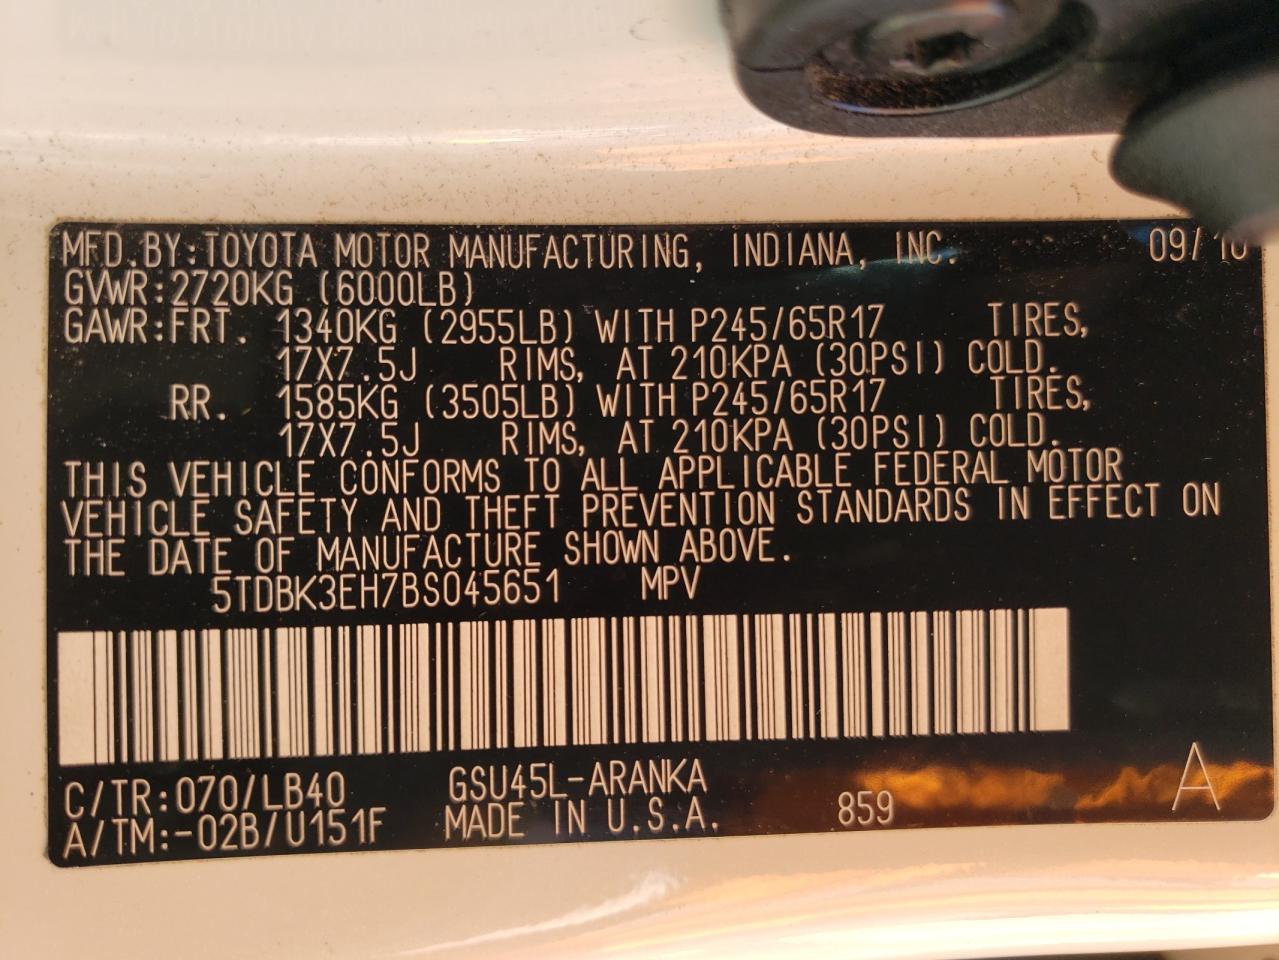 MFD.BY:TOYOTA MOTOR MANUFACTURING, INDIANA, INC. 09/10
GVWR:2720KG (6000LB)
GAWR:FRT. 1340KG (2955LB) WITH P245/65R17 TIRES,
17X7.5J RIMS, AT 210KPA (30PSI) COLD.
RR. 1585KG (3505LB) WITH P245/65R17 TIRES,
17X7.5J RIMS, AT 210KPA (30PSI) COLD.
THIS VEHICLE CONFORMS TO ALL APPLICABLE FEDERAL MOTOR
VEHICLE SAFETY AND THEFT PREVENTION STANDARDS IN EFFECT ON
THE DATE OF MANUFACTURE SHOWN ABOVE.
5TDBK3EH7BS045651 MPV
C/TR:070/LB40 GSU45L-ARANKA
A/TM:-02B/U151F MADE IN U.S.A. 859 A